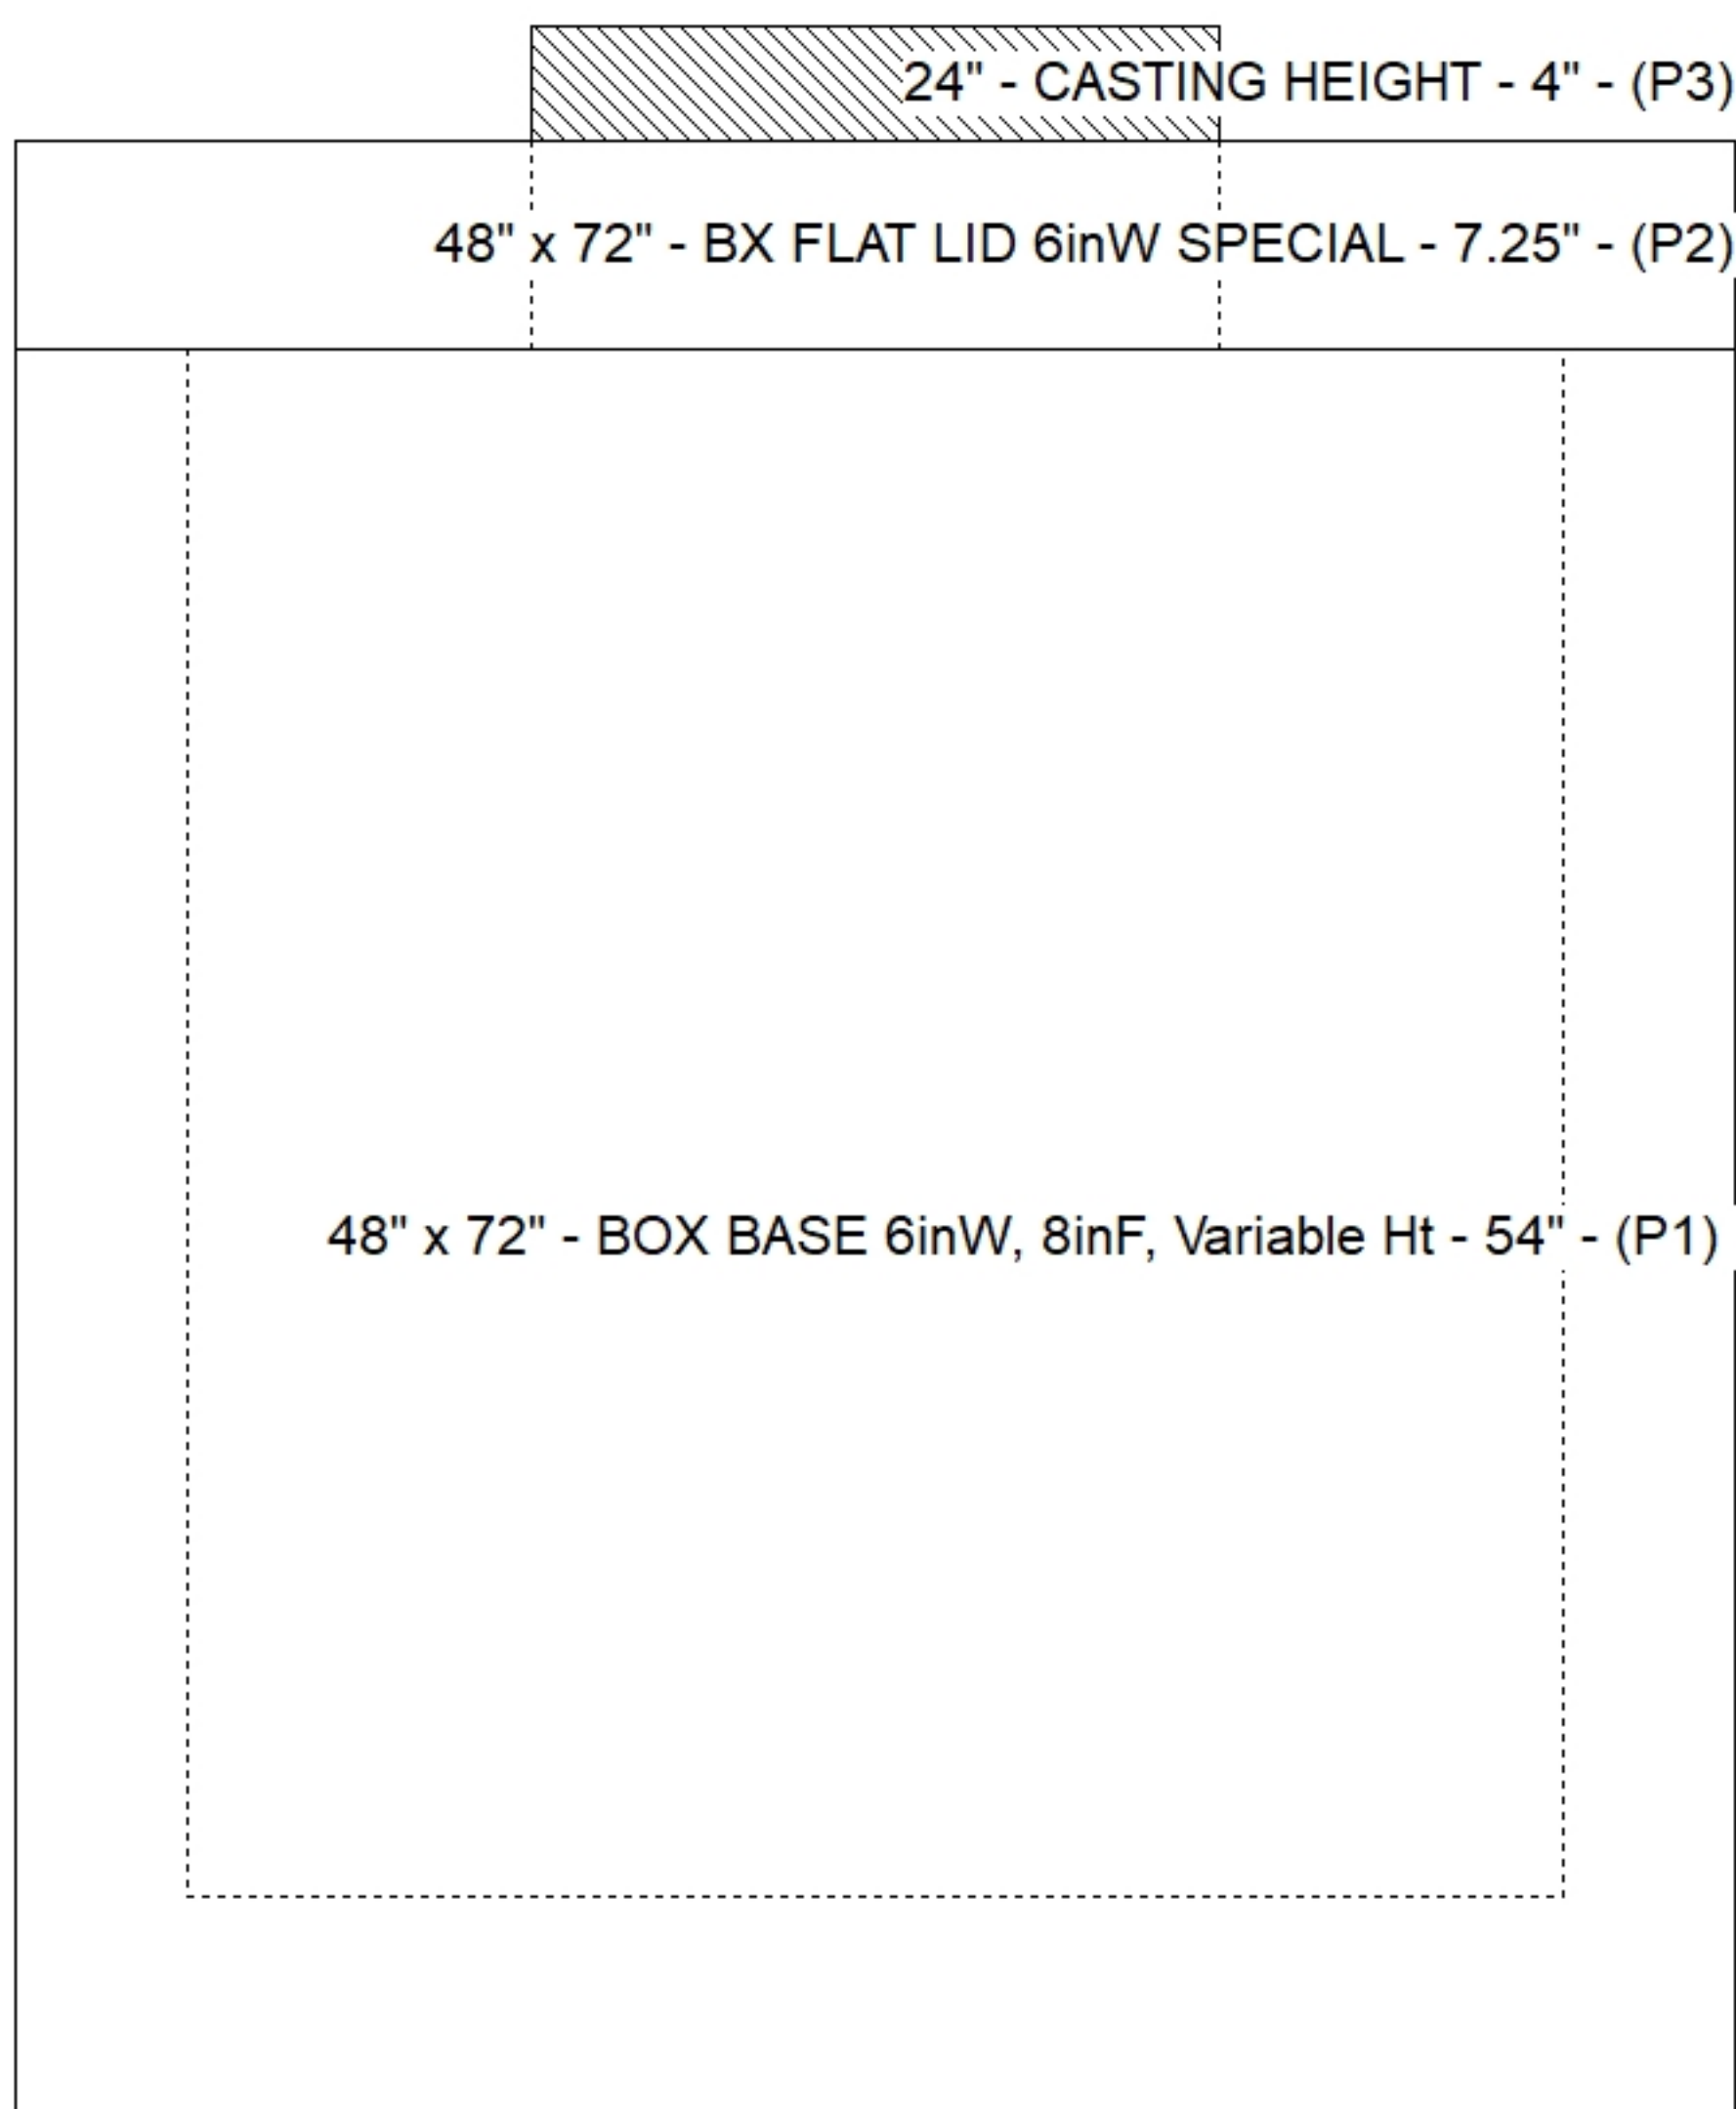 24" - CASTING HEIGHT - 4" - (P3)
48" x 72" - BX FLAT LID 6inW SPECIAL - 7.25" - (P2)
48" x 72" - BOX BASE 6inW, 8inF, Variable Ht - 54" - (P1)